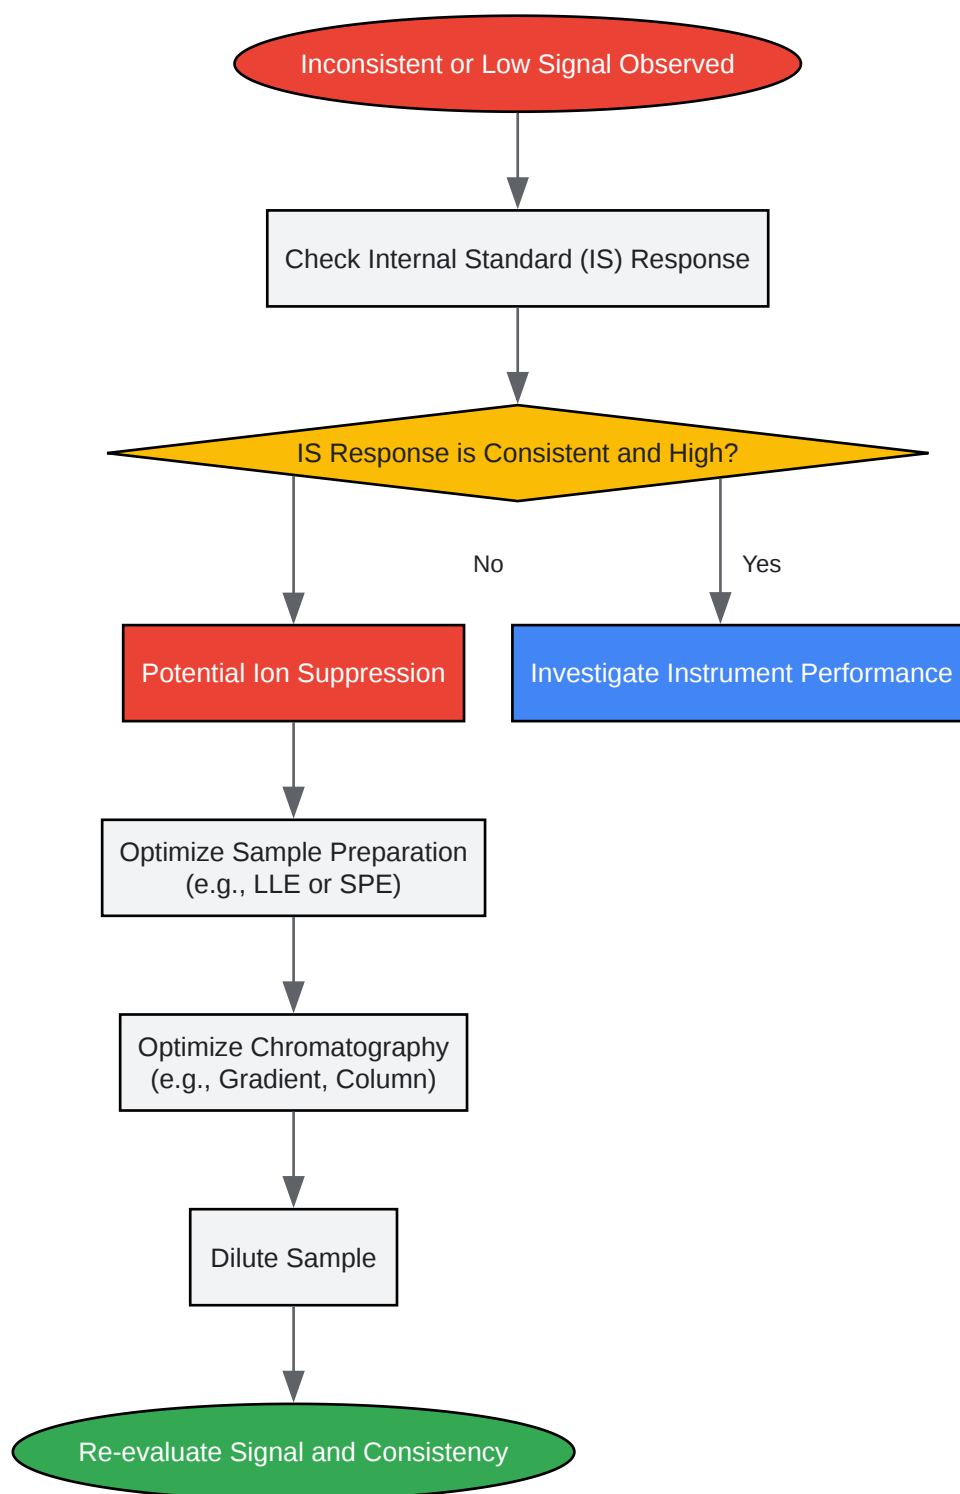 Inconsistent or Low Signal Observed
Check Internal Standard (IS) Response
IS Response is Consistent and High?
No
Yes
Potential Ion Suppression
Investigate Instrument Performance
Optimize Sample Preparation
(e.g., LLE or SPE)
Optimize Chromatography
(e.g., Gradient, Column)
Dilute Sample
Re-evaluate Signal and Consistency